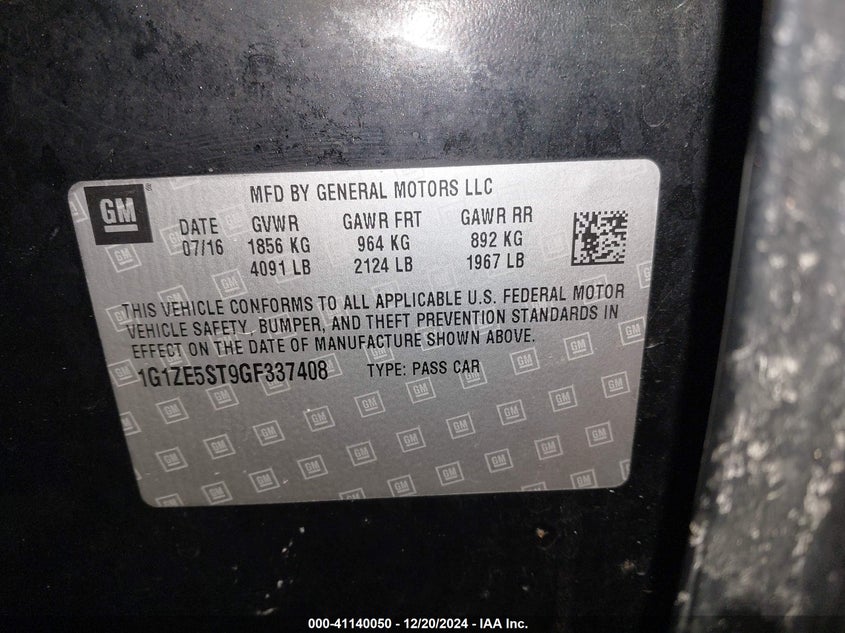 GM
®
MFD BY GENERAL MOTORS LLC
DATE GVWR GAWR FRT GAWR RR
07/16 1856 KG 964 KG 892 KG
4091 LB 2124 LB 1967 LB
THIS VEHICLE CONFORMS TO ALL APPLICABLE U.S. FEDERAL MOTOR
VEHICLE SAFETY, BUMPER, AND THEFT PREVENTION STANDARDS IN
EFFECT ON THE DATE OF MANUFACTURE SHOWN ABOVE.
1G1ZE5ST9GF337408 TYPE: PASS CAR
000-41140050 - 12/20/2024 - IAA Inc.